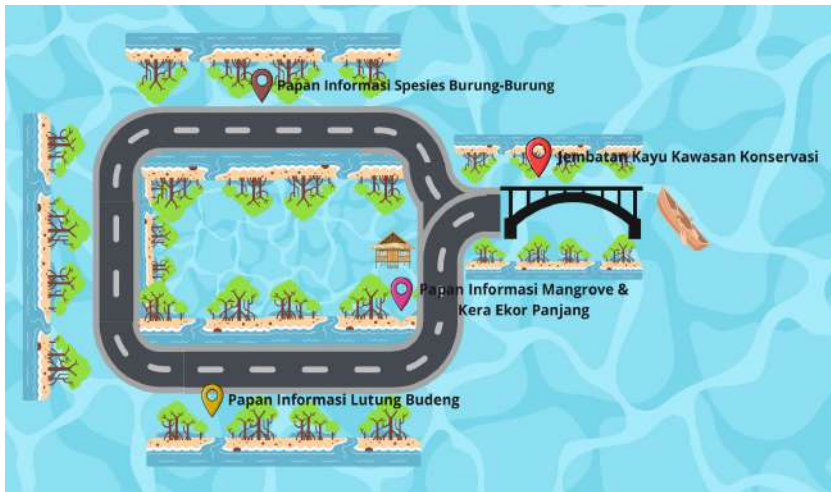 Papan Informasi Spesies Burung-Burung
Jembatan Kayu Kawasan Konservasi
Papan Informasi Mangrove &
Kera Ekor Panjang
Papan Informasi Lutung Budeng